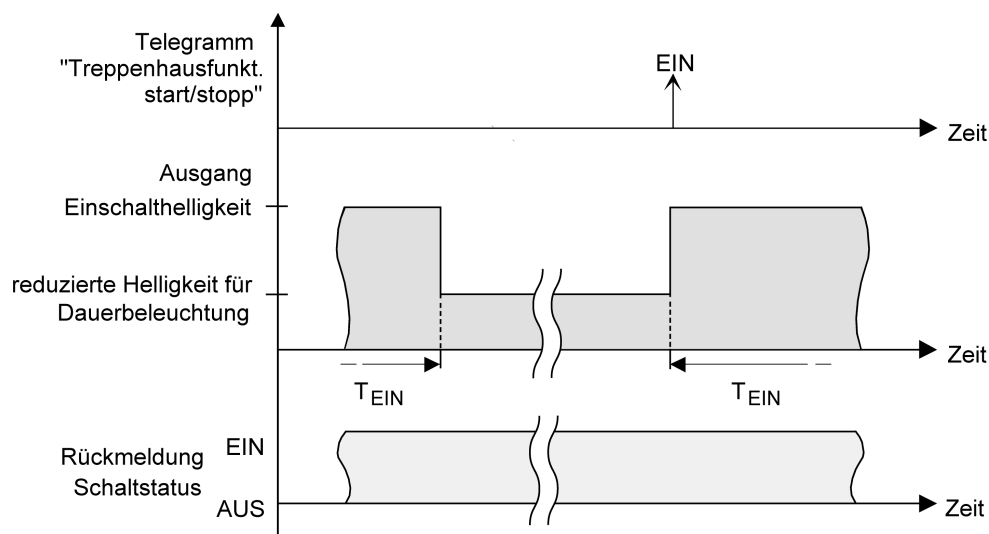 Telegramm
"Treppenhausfunkt.
start/stopp"
EIN
Zeit
Ausgang
Einschalthelligkeit
reduzierte Helligkeit für
Dauerbeleuchtung
Zeit
TEIN
TEIN
EIN
Rückmeldung
Schaltstatus
AUS
Zeit